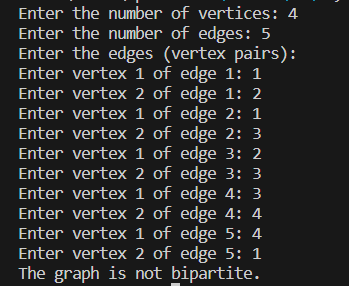 Enter the number of vertices: 4
Enter the number of edges: 5
Enter the edges (vertex pairs):
Enter vertex 1 of edge 1: 1
Enter vertex 2 of edge 1: 2
Enter vertex 1 of edge 2: 1
Enter vertex 2 of edge 2: 3
Enter vertex 1 of edge 3: 2
Enter vertex 2 of edge 3: 3
Enter vertex 1 of edge 4: 3
Enter vertex 2 of edge 4: 4
Enter vertex 1 of edge 5: 4
Enter vertex 2 of edge 5: 1
The graph is not bipartite.